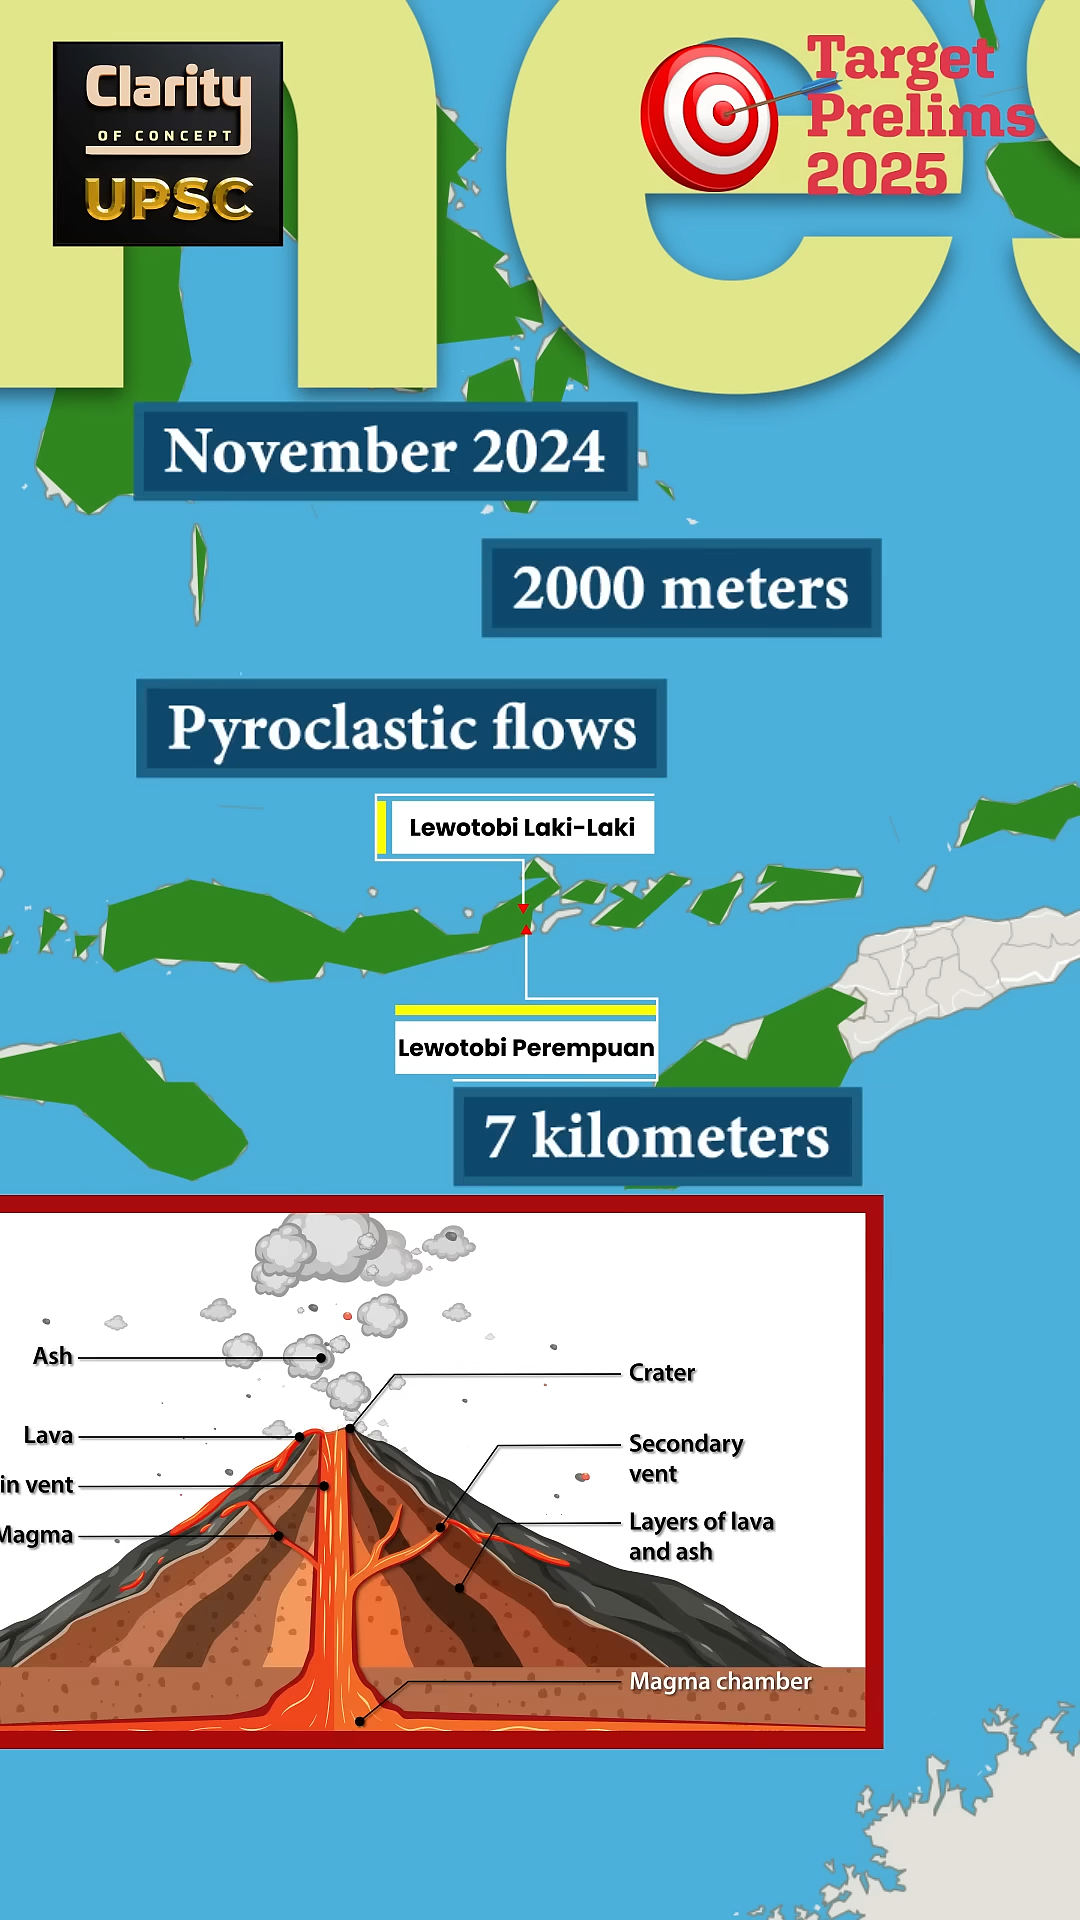 nes
Clarity
OF CONCEPT
UPSC
Target
Prelims
2025
November 2024
2000 meters
Pyroclastic flows
Lewotobi Laki-Laki
Lewotobi Perempuan
7 kilometers
Ash
Crater
Lava
Secondary
vent
in vent
Magma
Layers of lava
and ash
Magma chamber